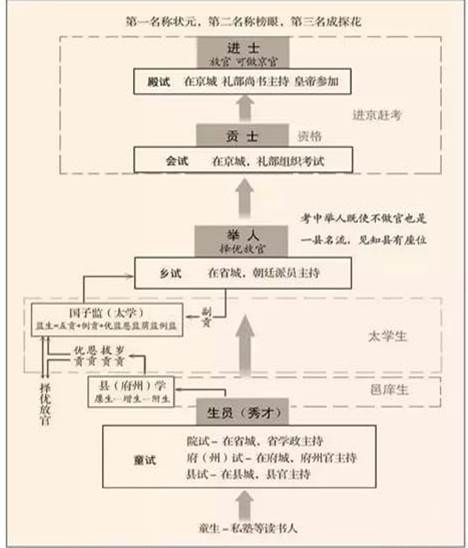 第一名称状元，第二名称榜眼，第三名成探花
进士
放官 可做京官
殿试 在京城 礼部尚书主持 皇帝参加
进京赶考
贡士
资格
会试 在京城，礼部组织考试
考中举人既使不做官也是
一县名流，见知县有座位
举人
择优放官
乡试 在省城，朝廷派员主持
国子监（太学）
监生=五贡+例贡+优监恩监荫监例监
副贡
太学生
优贡 恩贡 拔贡 岁贡
择优放官
县（府州）学
廪生--增生--附生
邑庠生
生员（秀才）
童试
院试－在省城、省学政主持
府（州）试－在府城、府州官主持
县试－在县城、县官主持
童生－私塾等读书人